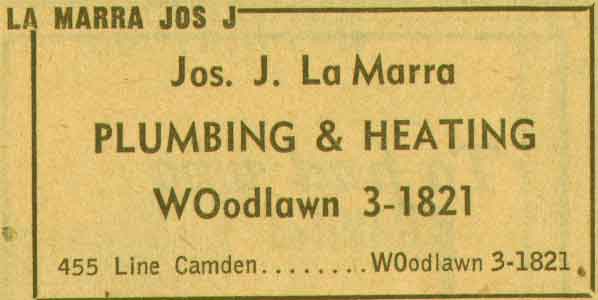 LA MARRA JOS J
Jos. J. La Marra
PLUMBING & HEATING
WOodlawn 3-1821
455 Line Camden........WOodlawn 3-1821